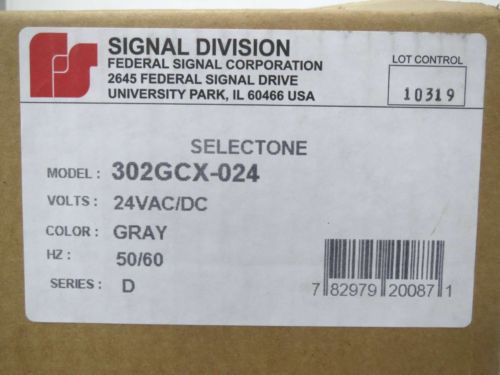 SIGNAL DIVISION
FEDERAL SIGNAL CORPORATION
2645 FEDERAL SIGNAL DRIVE
UNIVERSITY PARK, IL 60466 USA
LOT CONTROL
10319
SELECTONE
MODEL : 302GCX-024
VOLTS : 24VAC/DC
COLOR : GRAY
HZ : 50/60
SERIES : D
7 82979 20087 1